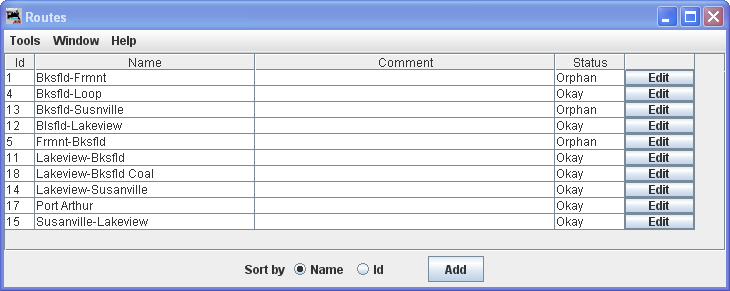 Routes
Tools Window Help
Id Name Comment Status
1 Bksfld-Frmnt Orphan Edit
4 Bksfld-Loop Okay Edit
13 Bksfld-Susnville Orphan Edit
12 Blsfld-Lakeview Okay Edit
5 Frmnt-Bksfld Orphan Edit
11 Lakeview-Bksfld Okay Edit
18 Lakeview-Bksfld Coal Okay Edit
14 Lakeview-Susanville Okay Edit
17 Port Arthur Okay Edit
15 Susanville-Lakeview Okay Edit
Sort by Name Id Add